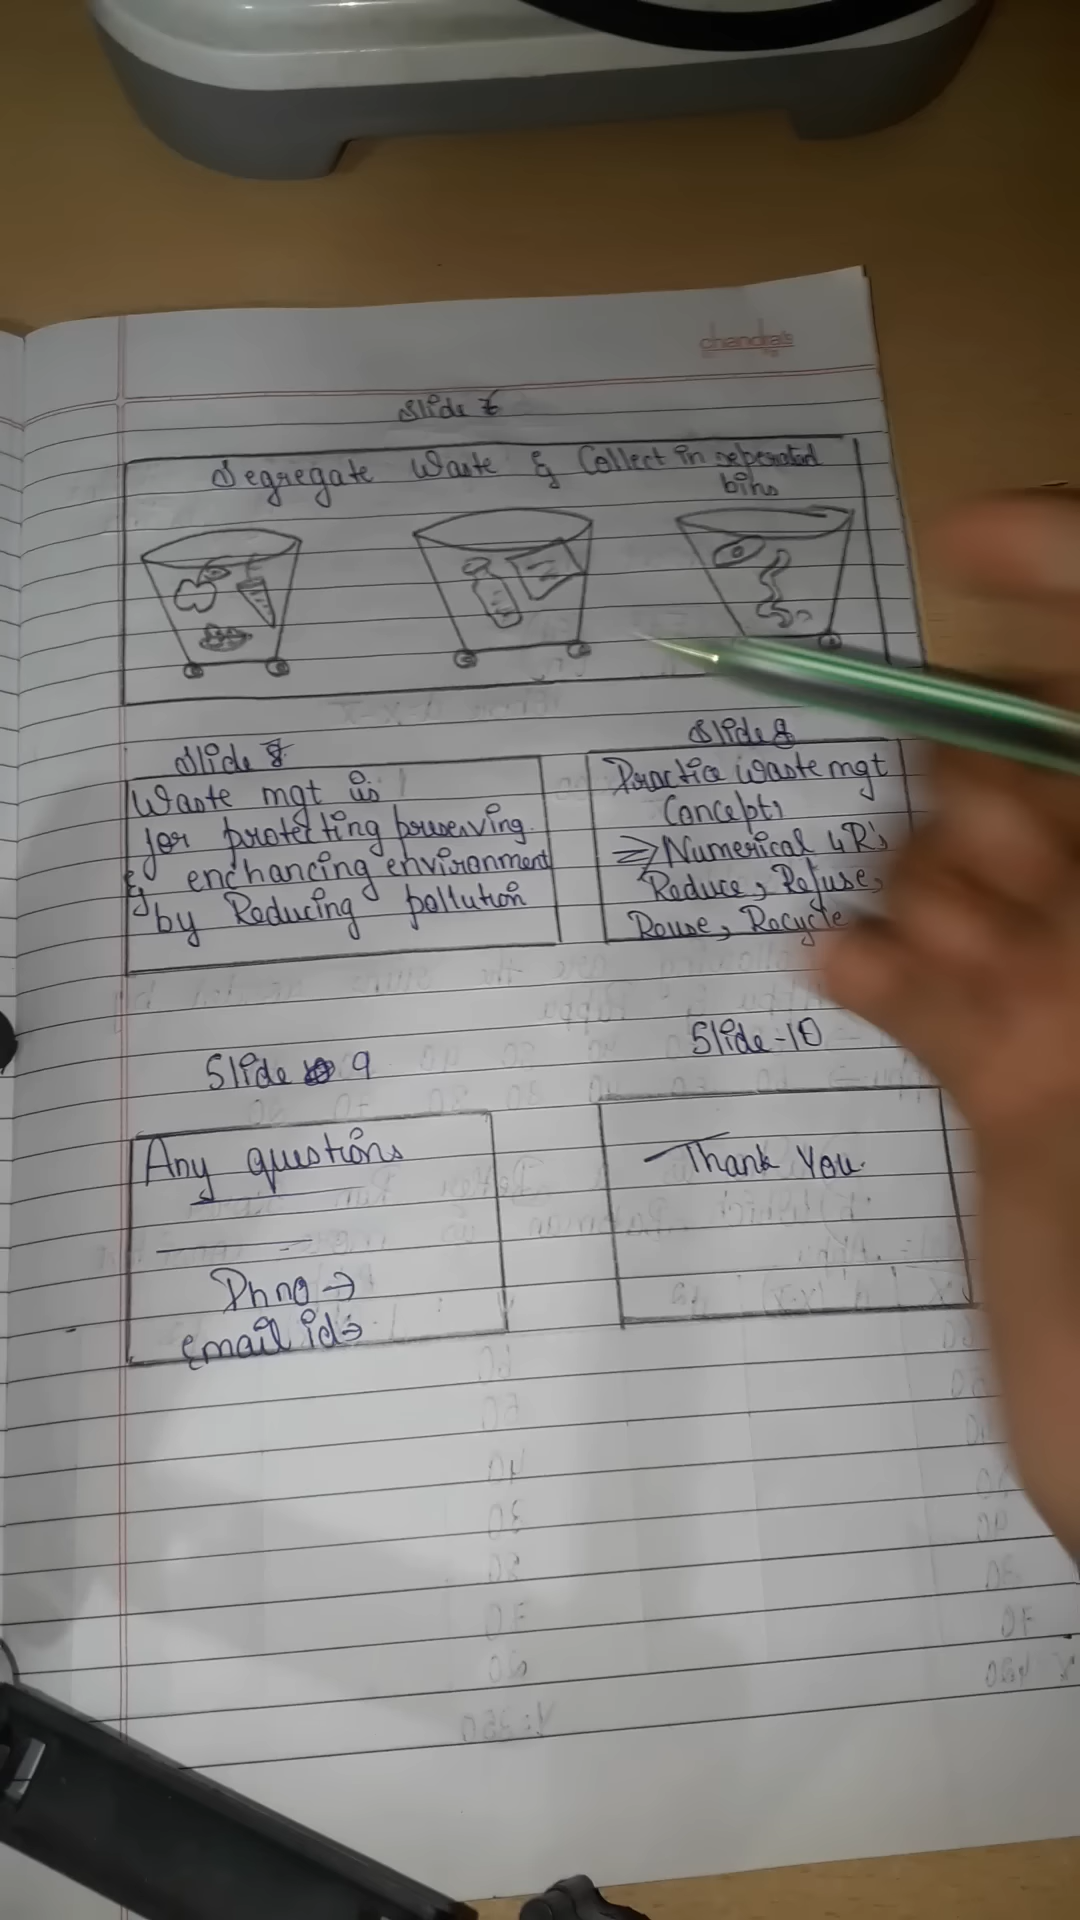 chandra's
Slide 6
Segregate Waste & Collect in seperated
bins
Slide 8
Waste mgt is
for protecting preserving
& enchancing environment
by Reducing pollution
Slide 8
Practice waste mgt
Concepts
⇒ Numerical 4R's
Reduce, Refuse,
Reuse, Recycle
Slide 9
Any questions
Ph no →
email id →
Slide-10
Thank You.